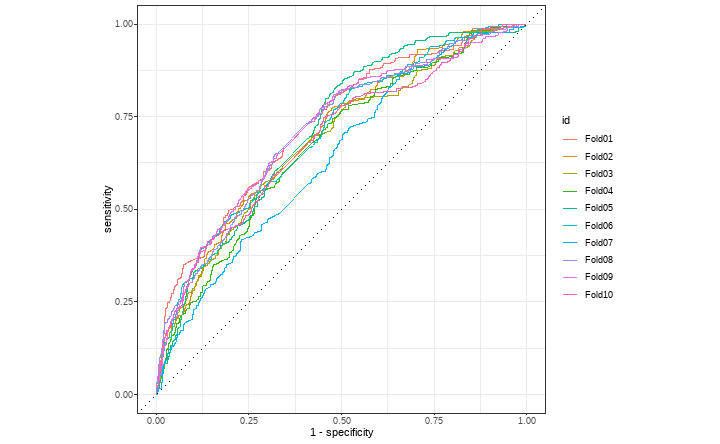 1.00
0.75
0.50
0.25
0.00
sensitivity
0.00 0.25 0.50 0.75 1.00
1 - specificity
id
Fold01
Fold02
Fold03
Fold04
Fold05
Fold06
Fold07
Fold08
Fold09
Fold10